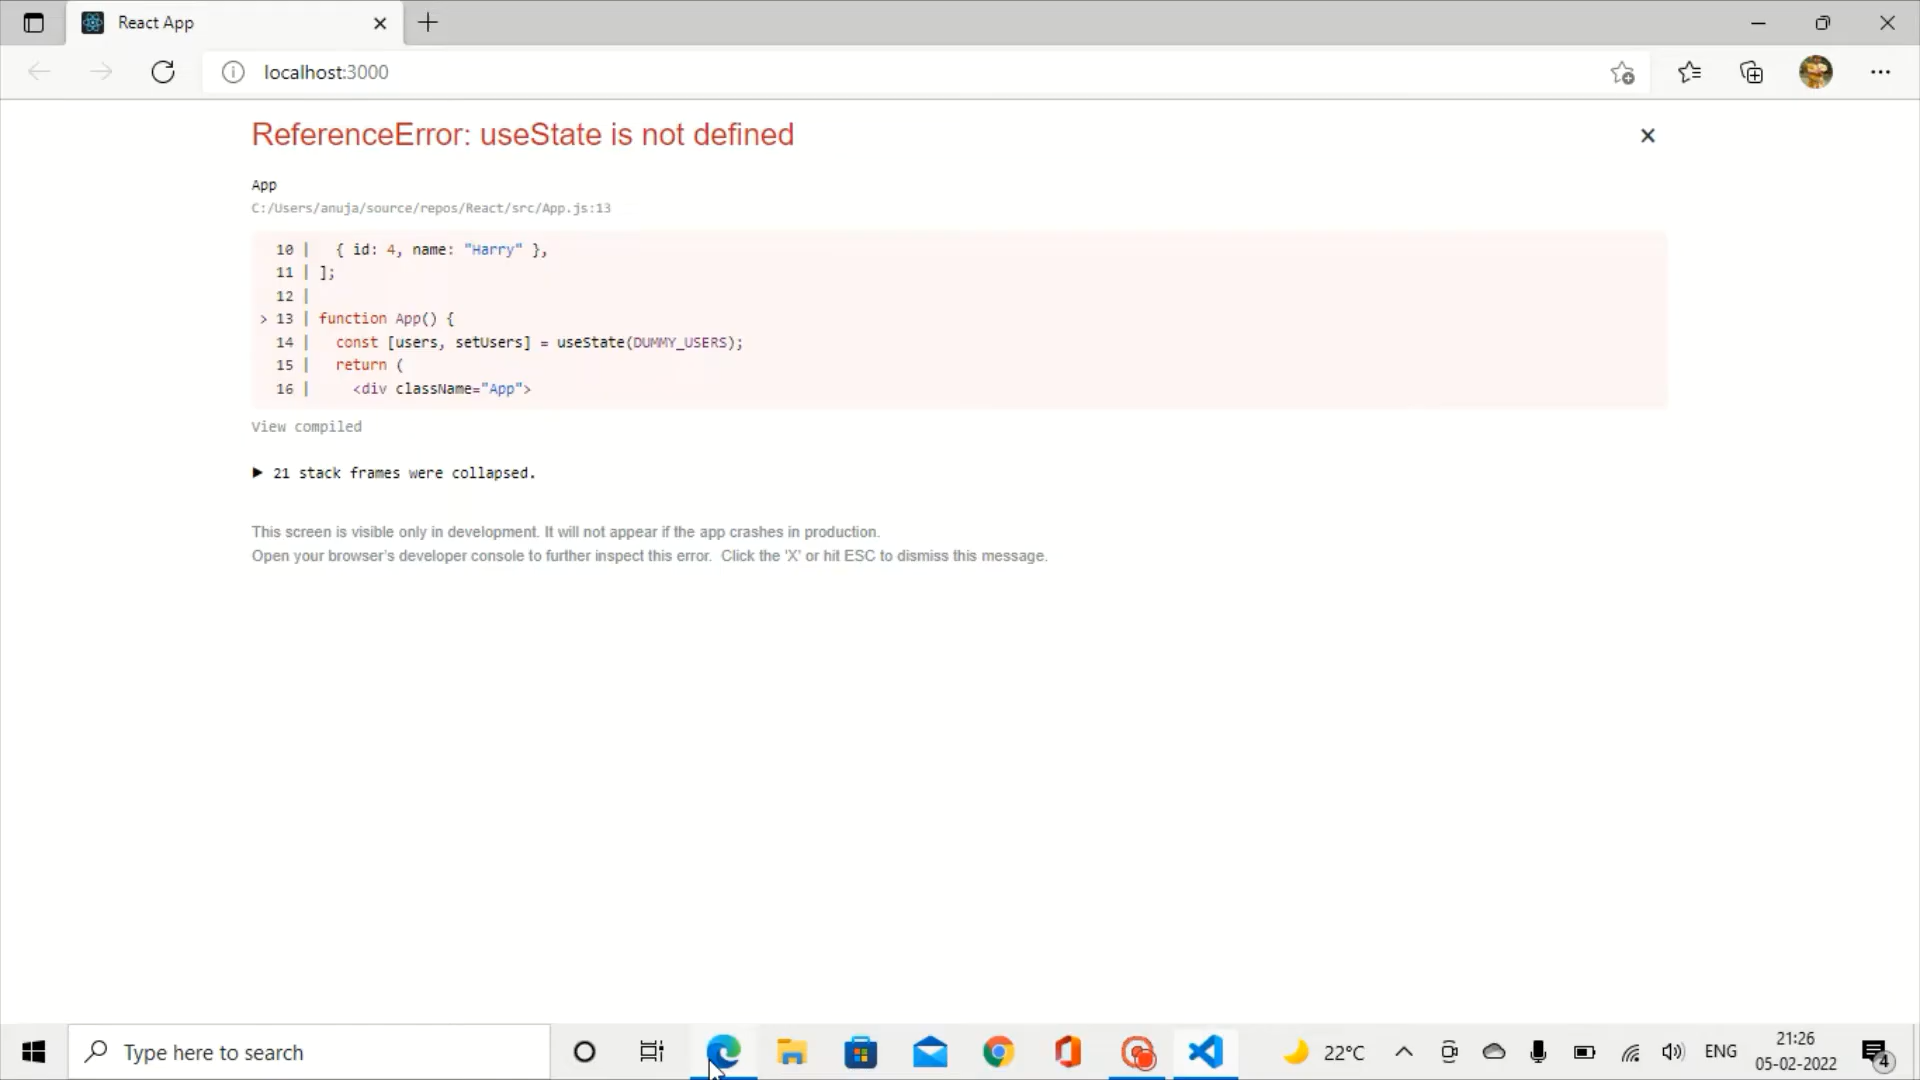 React App
localhost:3000
ReferenceError: useState is not defined
App
C:/Users/anuja/source/repos/React/src/App.js:13
10 |   { id: 4, name: "Harry" },
11 | ];
12 |
> 13 | function App() {
14 |   const [users, setUsers] = useState(DUMMY_USERS);
15 |   return (
16 |     <div className="App">
View compiled
▶ 21 stack frames were collapsed.
This screen is visible only in development. It will not appear if the app crashes in production.
Open your browser's developer console to further inspect this error.  Click the 'X' or hit ESC to dismiss this message.
Type here to search
22°C
ENG
21:26
05-02-2022
4